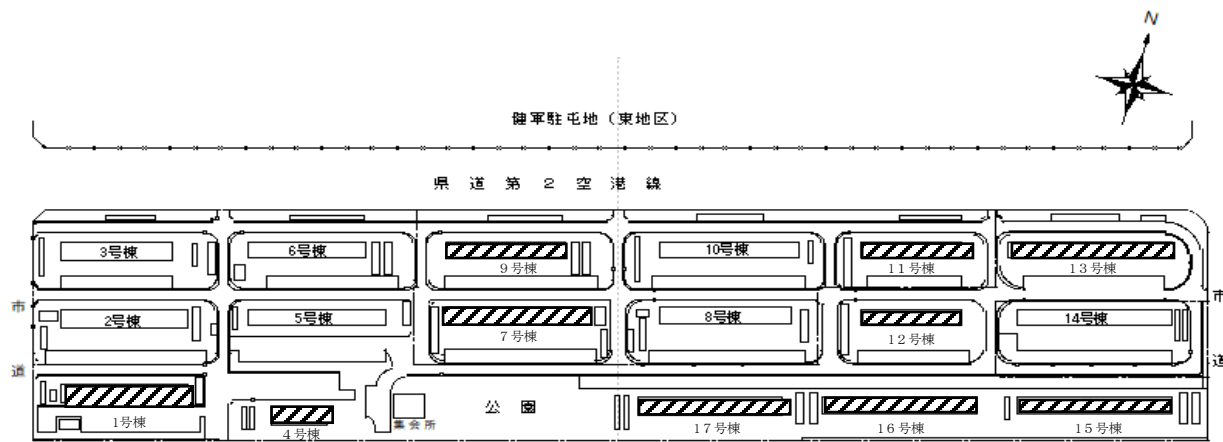 N
健軍駐屯地（東地区）
県道第２空港線
3号棟
6号棟
９号棟
10号棟
１１号棟
１３号棟
市道
2号棟
5号棟
７号棟
8号棟
１２号棟
14号棟
市道
1号棟
４号棟
集会所
公園
１７号棟
１６号棟
１５号棟